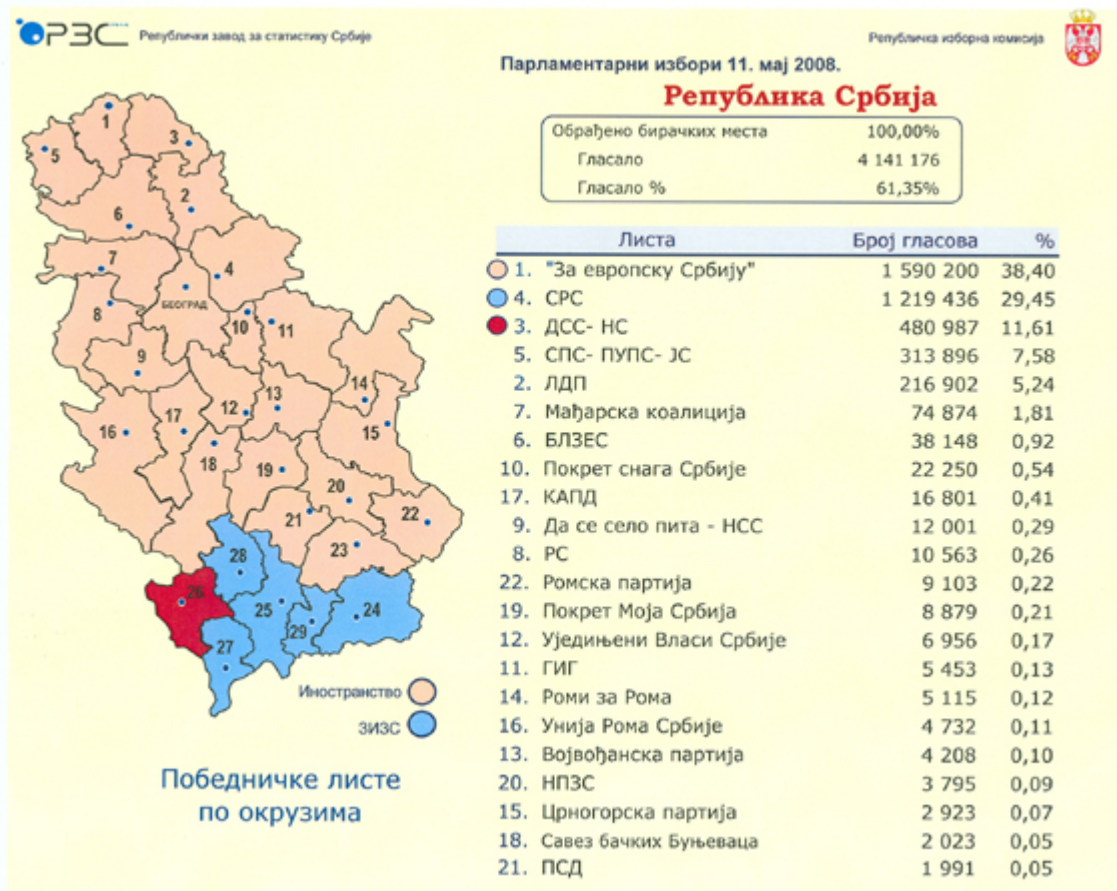 РЗС Републички завод за статистику Србије
Републичка изборна комисија
Парламентарни избори 11. мај 2008.
Република Србија
Обрађено бирачких места 100,00%
Гласало 4 141 176
Гласало % 61,35%
Листа Број гласова %
1. "За европску Србију" 1 590 200 38,40
4. СРС 1 219 436 29,45
3. ДСС- НС 480 987 11,61
5. СПС- ПУПС- ЈС 313 896 7,58
2. ЛДП 216 902 5,24
7. Мађарска коалиција 74 874 1,81
6. БЛЗЕС 38 148 0,92
10. Покрет снага Србије 22 250 0,54
17. КАПД 16 801 0,41
9. Да се село пита - НСС 12 001 0,29
8. РС 10 563 0,26
22. Ромска партија 9 103 0,22
19. Покрет Моја Србија 8 879 0,21
12. Уједињени Власи Србије 6 956 0,17
11. ГИГ 5 453 0,13
14. Роми за Рома 5 115 0,12
16. Унија Рома Србије 4 732 0,11
13. Војвођанска партија 4 208 0,10
20. НПЗС 3 795 0,09
15. Црногорска партија 2 923 0,07
18. Савез бачких Буњеваца 2 023 0,05
21. ПСД 1 991 0,05
1
3
5
2
6
7
4
8
БЕОГРАД
10
11
9
14
13
12
17
16
15
18
19
20
21
22
23
28
26
25
24
29
27
Иностранство
ЗИЗС
Победничке листе
по окрузима